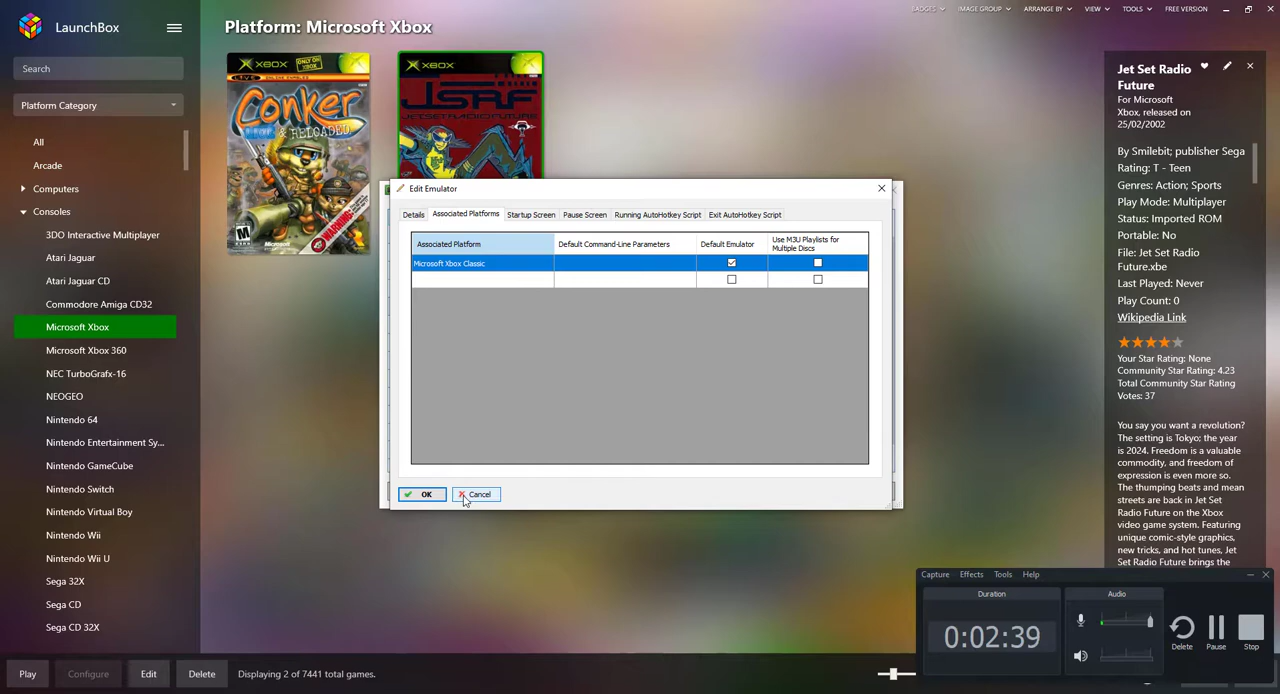 LaunchBox
Platform: Microsoft Xbox
BADGES
IMAGE GROUP
ARRANGE BY
VIEW
TOOLS
FREE VERSION
Search
Platform Category
All
Arcade
Computers
Consoles
3DO Interactive Multiplayer
Atari Jaguar
Atari Jaguar CD
Commodore Amiga CD32
Microsoft Xbox
Microsoft Xbox 360
NEC TurboGrafx-16
NEOGEO
Nintendo 64
Nintendo Entertainment Sy...
Nintendo GameCube
Nintendo Switch
Nintendo Virtual Boy
Nintendo Wii
Nintendo Wii U
Sega 32X
Sega CD
Sega CD 32X
XBOX
ONLY ON
XBOX
LIVE
Conker
LIVE & RELOADED
WARNING
M
XBOX
JSRF
JETSETRADIOFUTURE
Edit Emulator
Details
Associated Platforms
Startup Screen
Pause Screen
Running AutoHotkey Script
Exit AutoHotkey Script
Associated Platform
Default Command-Line Parameters
Default Emulator
Use M3U Playlists for
Multiple Discs
Microsoft Xbox Classic
OK
Cancel
Jet Set Radio
Future
For Microsoft
Xbox, released on
25/02/2002
By Smilebit; publisher Sega
Rating: T - Teen
Genres: Action; Sports
Play Mode: Multiplayer
Status: Imported ROM
Portable: No
File: Jet Set Radio
Future.xbe
Last Played: Never
Play Count: 0
Wikipedia Link
Your Star Rating: None
Community Star Rating: 4.23
Total Community Star Rating
Votes: 37
You say you want a revolution?
The setting is Tokyo; the year
is 2024. Freedom is a valuable
commodity, and freedom of
expression is even more so.
The thumping beats and mean
streets are back in Jet Set
Radio Future on the Xbox
video game system. Featuring
unique comic-style graphics,
new tricks, and hot tunes, Jet
Set Radio Future brings the
Capture
Effects
Tools
Help
Duration
0:02:39
Audio
Delete
Pause
Stop
Play
Configure
Edit
Delete
Displaying 2 of 7441 total games.